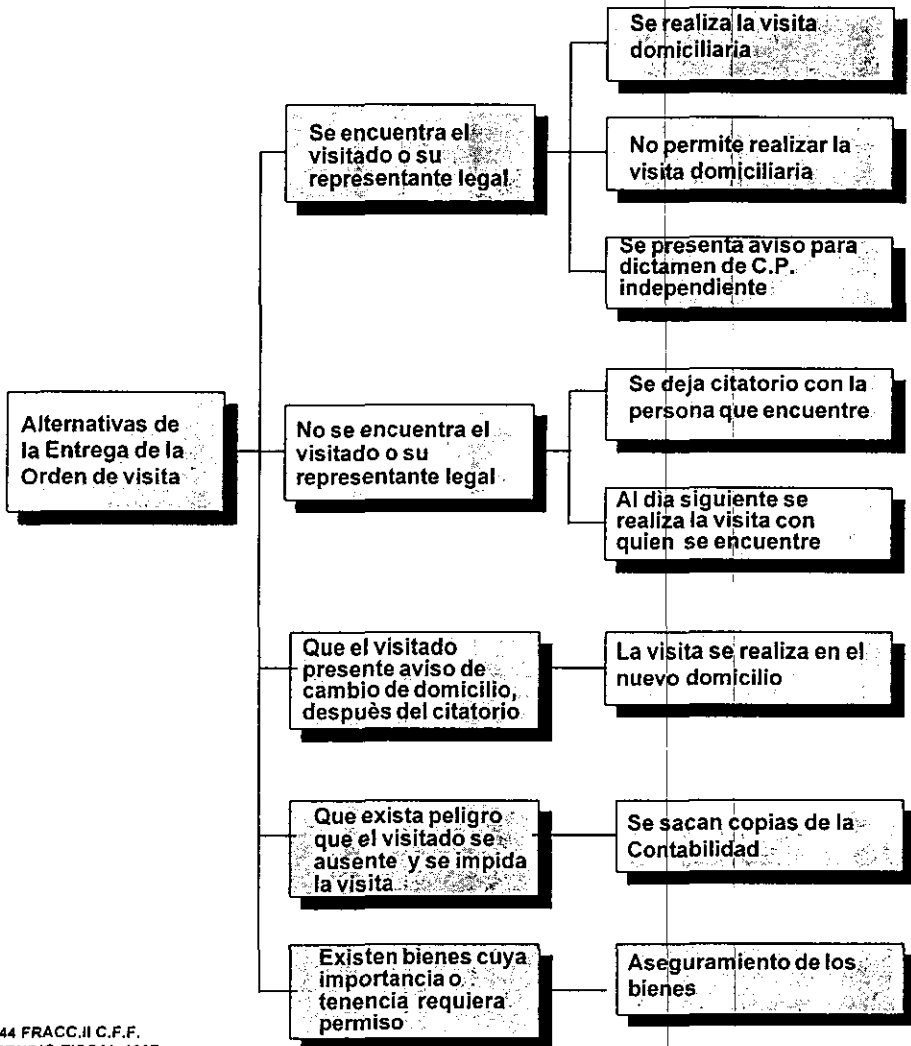 Alternativas de
la Entrega de la
Orden de visita
Se encuentra el
visitado o su
representante legal
Se realiza la visita
domiciliaria
No permite realizar la
visita domiciliaria
Se presenta aviso para
dictamen de C.P.
independiente
No se encuentra el
visitado o su
representante legal
Se deja citatorio con la
persona que encuentre
Al dia siguiente se
realiza la visita con
quien se encuentre
Que el visitado
presente aviso de
cambio de domicilio,
despuès del citatorio
La visita se realiza en el
nuevo domicilio
Que exista peligro
que el visitado se
ausente y se impida
la visita
Se sacan copias de la
Contabilidad
Existen bienes cuya
importancia o
tenencia requiera
permiso
Aseguramiento de los
bienes
44 FRACC.II C.F.F.